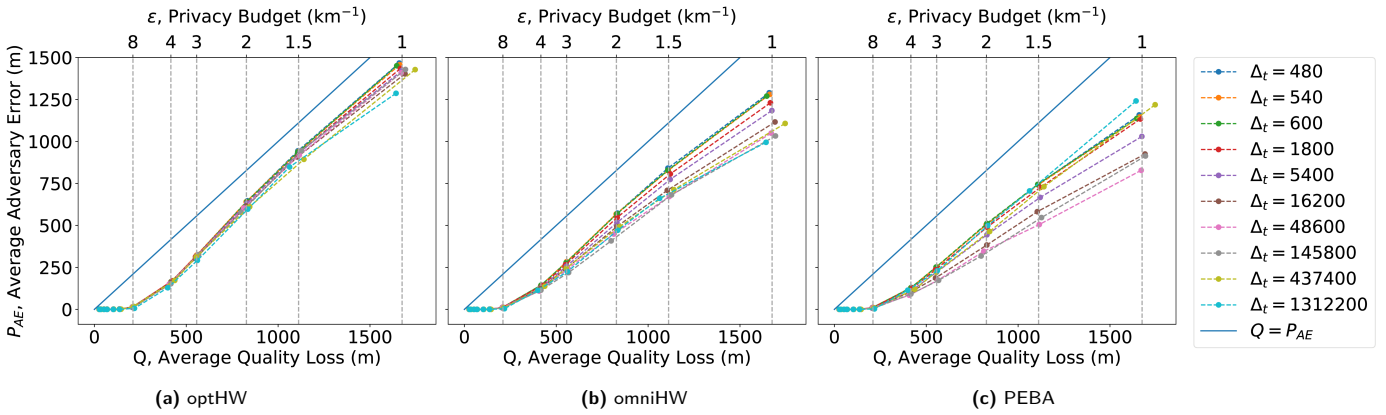 ε, Privacy Budget (km⁻¹)
8 4 3 2 1.5 1
P_AE, Average Adversary Error (m)
1500
1250
1000
750
500
250
0
0 500 1000 1500
Q, Average Quality Loss (m)
(a) optHW
ε, Privacy Budget (km⁻¹)
8 4 3 2 1.5 1
0 500 1000 1500
Q, Average Quality Loss (m)
(b) omniHW
ε, Privacy Budget (km⁻¹)
8 4 3 2 1.5 1
0 500 1000 1500
Q, Average Quality Loss (m)
(c) PEBA
Δ_t = 480
Δ_t = 540
Δ_t = 600
Δ_t = 1800
Δ_t = 5400
Δ_t = 16200
Δ_t = 48600
Δ_t = 145800
Δ_t = 437400
Δ_t = 1312200
Q = P_AE